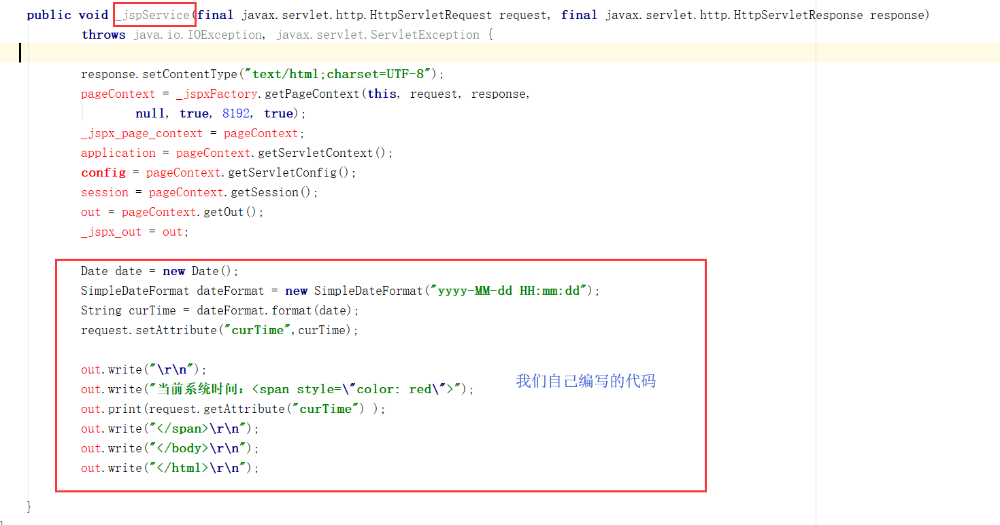 public void _jspService(final javax.servlet.http.HttpServletRequest request, final javax.servlet.http.HttpServletResponse response)
throws java.io.IOException, javax.servlet.ServletException {
response.setContentType("text/html;charset=UTF-8");
pageContext = _jspxFactory.getPageContext(this, request, response,
null, true, 8192, true);
_jspx_page_context = pageContext;
application = pageContext.getServletContext();
config = pageContext.getServletConfig();
session = pageContext.getSession();
out = pageContext.getOut();
_jspx_out = out;
Date date = new Date();
SimpleDateFormat dateFormat = new SimpleDateFormat("yyyy-MM-dd HH:mm:dd");
String curTime = dateFormat.format(date);
request.setAttribute("curTime",curTime);
out.write("\r\n");
out.write("当前系统时间：<span style=\"color: red\">");
我们自己编写的代码
out.print(request.getAttribute("curTime") );
out.write("</span>\r\n");
out.write("</body>\r\n");
out.write("</html>\r\n");
}